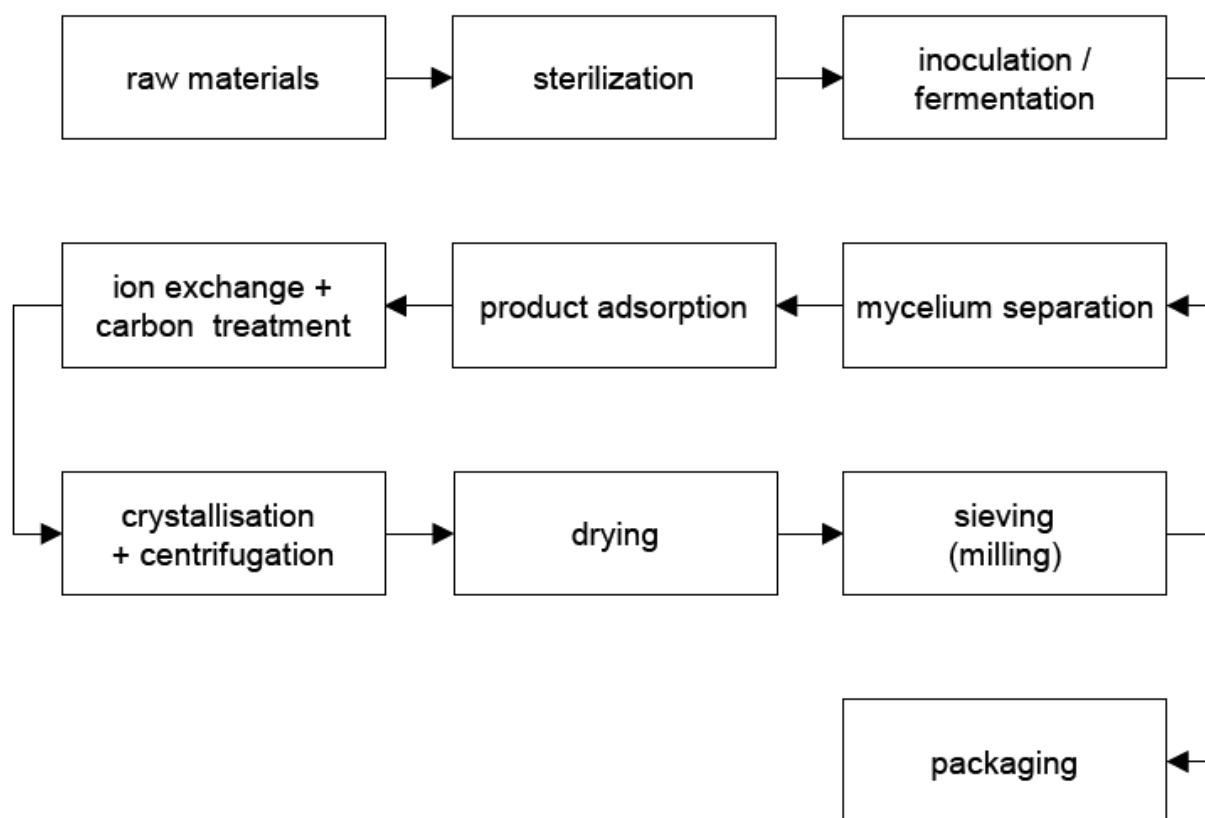 raw materials
sterilization
inoculation /
fermentation
ion exchange +
carbon treatment
product adsorption
mycelium separation
crystallisation
+ centrifugation
drying
sieving
(milling)
packaging